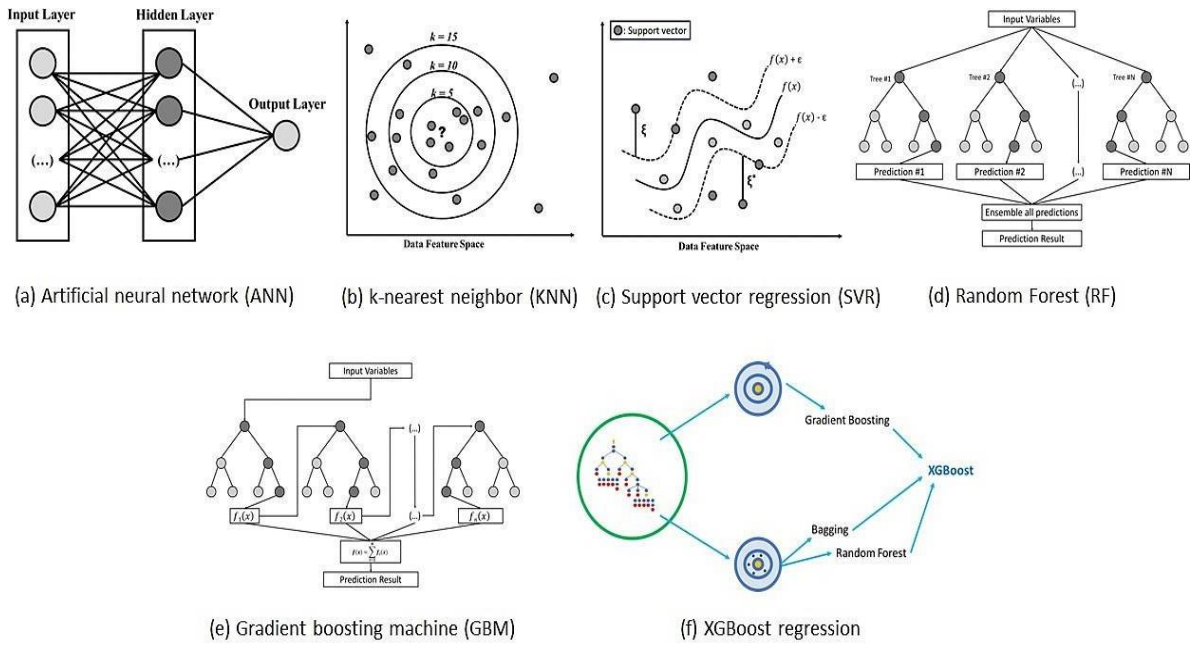 Input Layer
Hidden Layer
Output Layer
(...)
(...)
(a) Artificial neural network (ANN)
k = 15
k = 10
k = 5
?
Data Feature Space
(b) k-nearest neighbor (KNN)
: Support vector
f(x) + ε
f(x)
f(x) - ε
ξ
ξ*
Data Feature Space
(c) Support vector regression (SVR)
Input Variables
Tree #1
Tree #2
(...)
Tree #N
Prediction #1
Prediction #2
(...)
Prediction #N
Ensemble all predictions
Prediction Result
(d) Random Forest (RF)
Input Variables
(...)
f₁(x)
f₂(x)
(...)
fₙ(x)
Prediction Result
(e) Gradient boosting machine (GBM)
Gradient Boosting
XGBoost
Bagging
Random Forest
(f) XGBoost regression